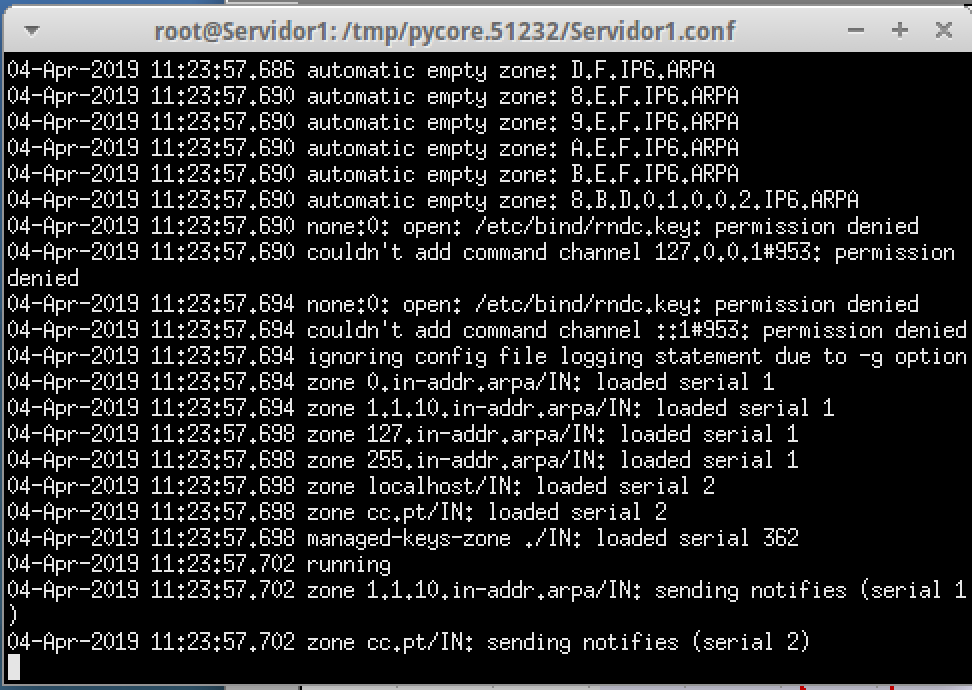 root@Servidor1: /tmp/pycore.51232/Servidor1.conf
04-Apr-2019 11:23:57.686 automatic empty zone: D.F.IP6.ARPA
04-Apr-2019 11:23:57.690 automatic empty zone: 8.E.F.IP6.ARPA
04-Apr-2019 11:23:57.690 automatic empty zone: 9.E.F.IP6.ARPA
04-Apr-2019 11:23:57.690 automatic empty zone: A.E.F.IP6.ARPA
04-Apr-2019 11:23:57.690 automatic empty zone: B.E.F.IP6.ARPA
04-Apr-2019 11:23:57.690 automatic empty zone: 8.B.D.0.1.0.0.2.IP6.ARPA
04-Apr-2019 11:23:57.690 none:0: open: /etc/bind/rndc.key: permission denied
04-Apr-2019 11:23:57.690 couldn't add command channel 127.0.0.1#953: permission
denied
04-Apr-2019 11:23:57.694 none:0: open: /etc/bind/rndc.key: permission denied
04-Apr-2019 11:23:57.694 couldn't add command channel ::1#953: permission denied
04-Apr-2019 11:23:57.694 ignoring config file logging statement due to -g option
04-Apr-2019 11:23:57.694 zone 0.in-addr.arpa/IN: loaded serial 1
04-Apr-2019 11:23:57.694 zone 1.1.10.in-addr.arpa/IN: loaded serial 1
04-Apr-2019 11:23:57.698 zone 127.in-addr.arpa/IN: loaded serial 1
04-Apr-2019 11:23:57.698 zone 255.in-addr.arpa/IN: loaded serial 1
04-Apr-2019 11:23:57.698 zone localhost/IN: loaded serial 2
04-Apr-2019 11:23:57.698 zone cc.pt/IN: loaded serial 2
04-Apr-2019 11:23:57.698 managed-keys-zone ./IN: loaded serial 362
04-Apr-2019 11:23:57.702 running
04-Apr-2019 11:23:57.702 zone 1.1.10.in-addr.arpa/IN: sending notifies (serial 1
)
04-Apr-2019 11:23:57.702 zone cc.pt/IN: sending notifies (serial 2)